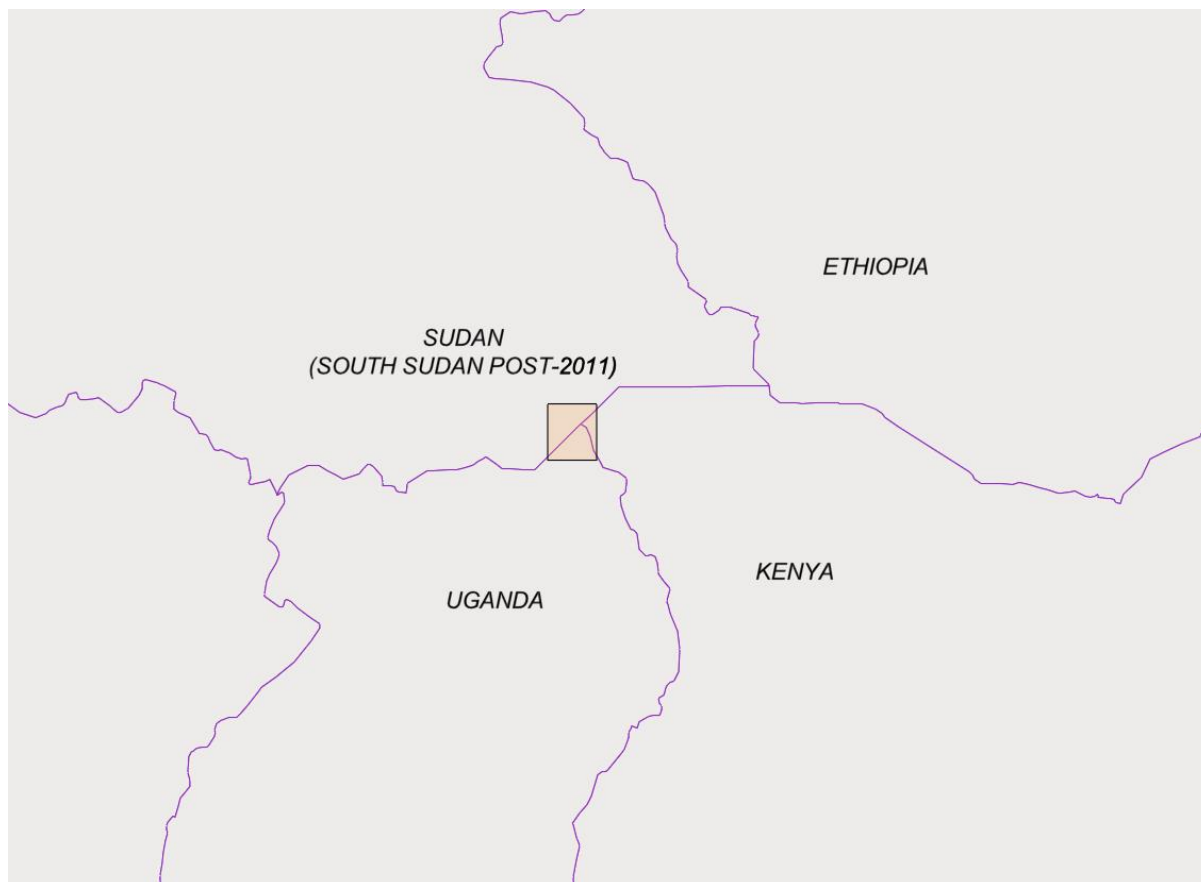 ETHIOPIA
SUDAN
(SOUTH SUDAN POST-2011)
KENYA
UGANDA